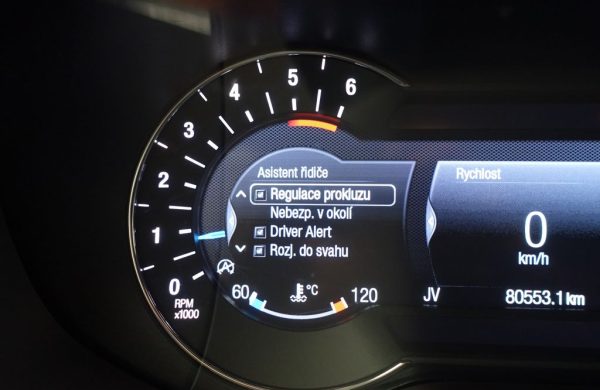 6
5
4
3
2
1
0
RPM
x1000
Asistent řidiče
Regulace prokluzu
Nebezp. v okolí
Driver Alert
Rozj. do svahu
A
60 °C 120
Rychlost
0
km/h
JV 80553.1 km